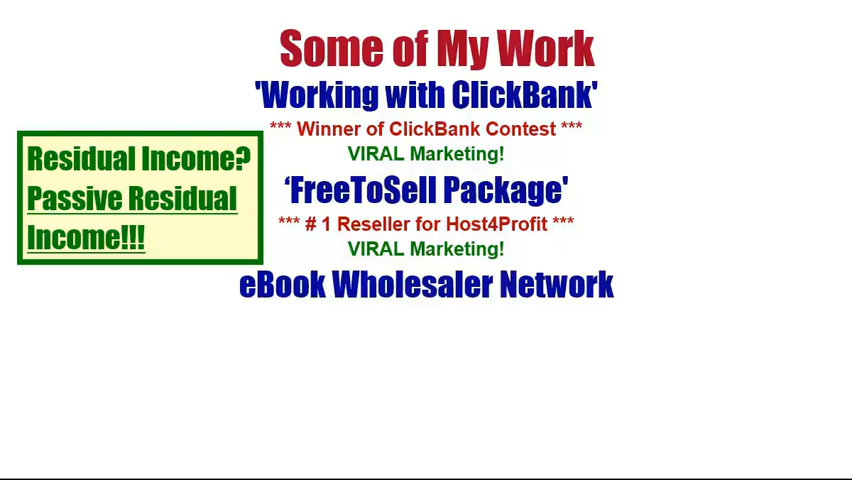 Some of My Work
'Working with ClickBank'
*** Winner of ClickBank Contest ***
VIRAL Marketing!
‘FreeToSell Package'
*** # 1 Reseller for Host4Profit ***
VIRAL Marketing!
eBook Wholesaler Network
Residual Income?
Passive Residual
Income!!!